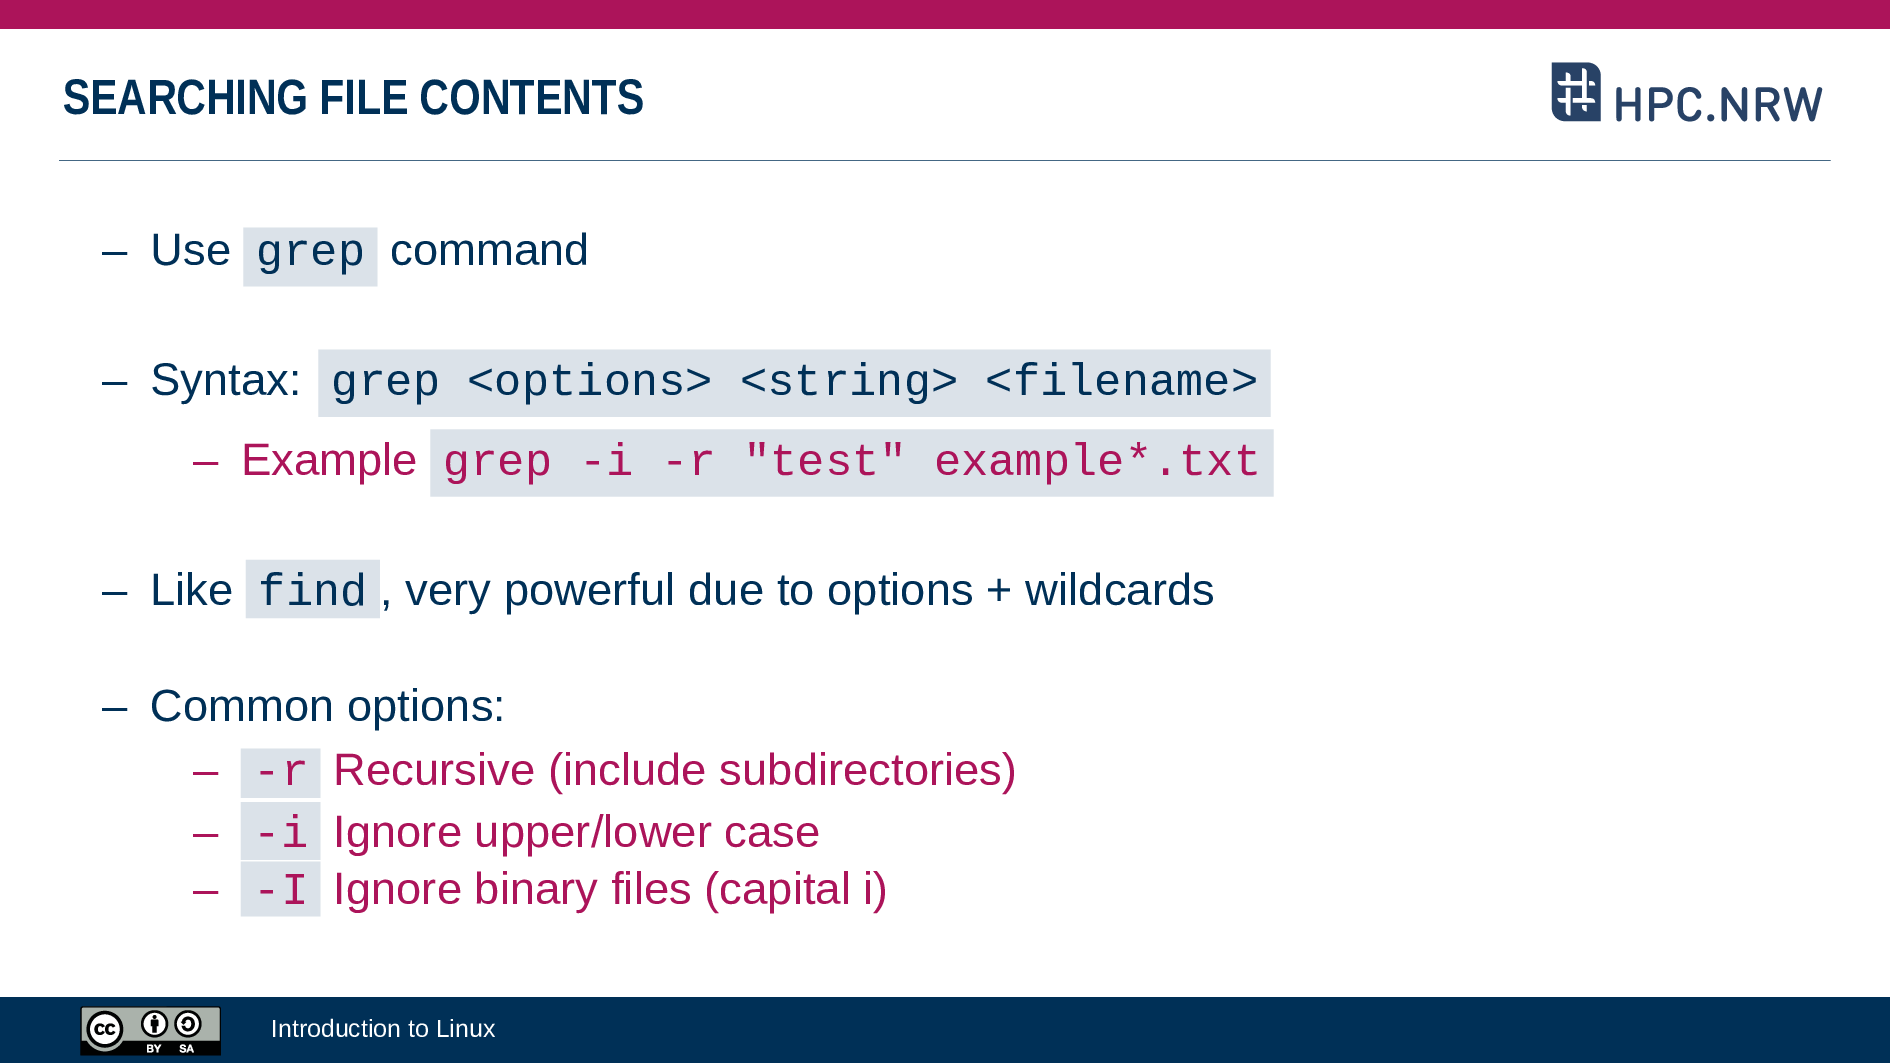 SEARCHING FILE CONTENTS
HPC.NRW
– Use grep command
– Syntax: grep <options> <string> <filename>
– Example grep -i -r "test" example*.txt
– Like find, very powerful due to options + wildcards
– Common options:
– -r Recursive (include subdirectories)
– -i Ignore upper/lower case
– -I Ignore binary files (capital i)
cc BY SA
Introduction to Linux